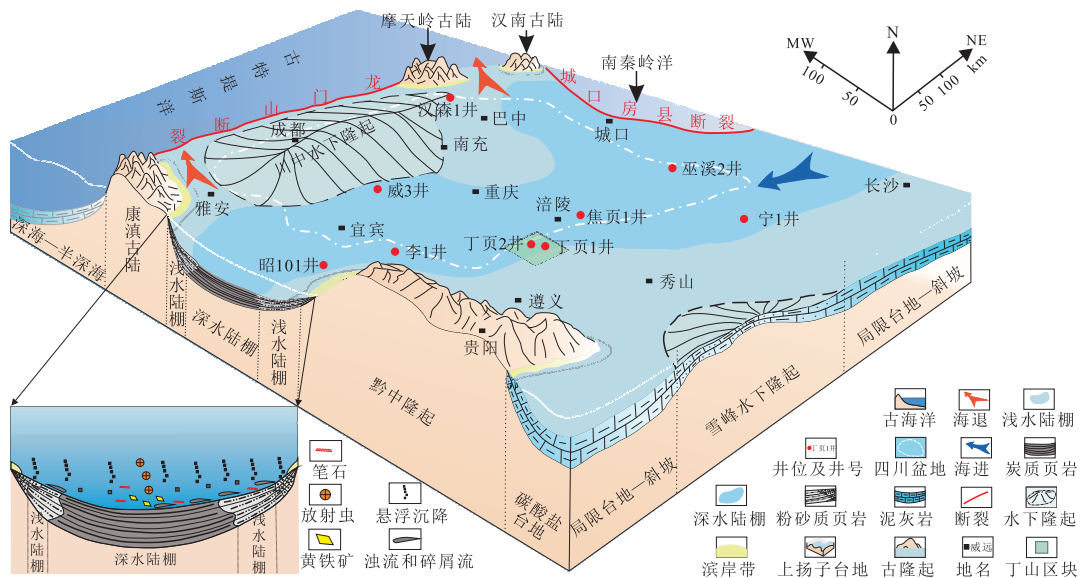 摩天岭古陆
汉南古陆
南秦岭洋
古特提斯洋
龙门山断裂
城口房县断裂
MW
N
NE
km
100
50
0
50
100
汉森1井
巴中
城口
成都
川中水下隆起
南充
巫溪2井
长沙
雅安
威3井
重庆
涪陵
焦页1井
宁1井
宜宾
丁页2井
丁页1井
李1井
昭101井
秀山
遵义
贵阳
康滇古陆
深海—半深海
浅水陆棚
深水陆棚
浅水陆棚
黔中隆起
碳酸盐台地
局限台地—斜坡
雪峰水下隆起
局限台地—斜坡
浅水陆棚
深水陆棚
浅水陆棚
笔石
放射虫
悬浮沉降
黄铁矿
浊流和碎屑流
古海洋
海退
浅水陆棚
丁页1井
井位及井号
四川盆地
海进
炭质页岩
深水陆棚
粉砂质页岩
泥灰岩
断裂
水下隆起
滨岸带
上扬子台地
古隆起
威远
地名
丁山区块